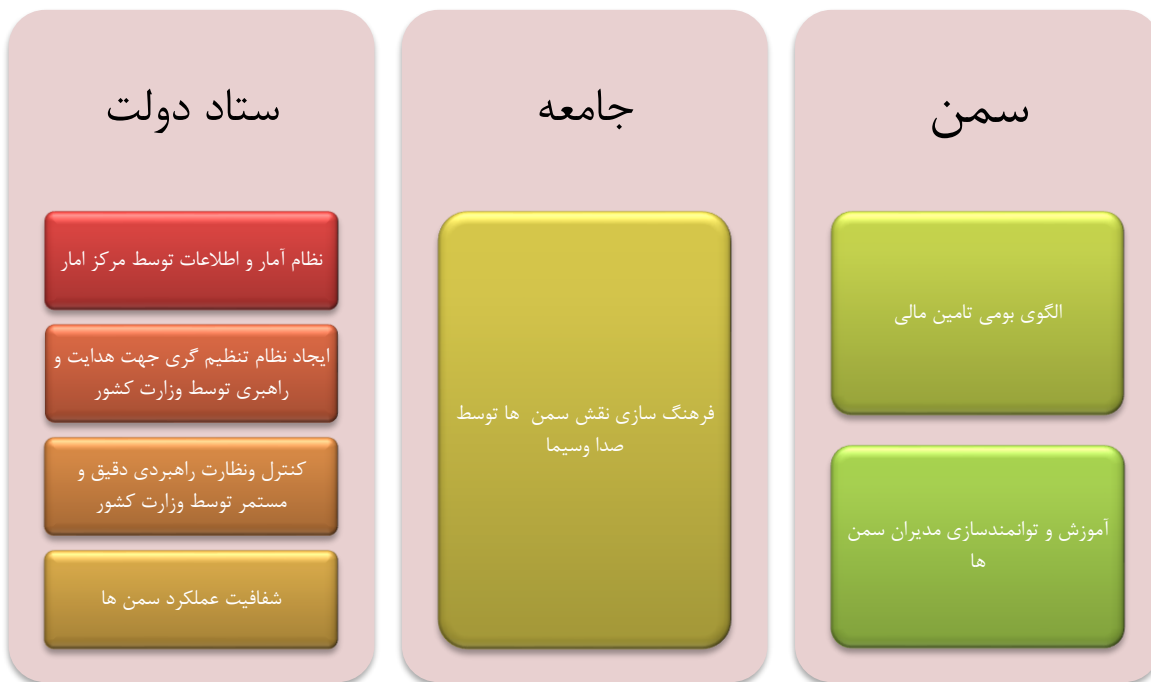 سمن
الگوی بومی تامین مالی
آموزش و توانمندسازی مدیران سمن
ها
جامعه
فرهنگ سازی نقش سمن ها توسط
صدا وسیما
ستاد دولت
نظام آمار و اطلاعات توسط مرکز امار
ایجاد نظام تنظیم گری جهت هدایت و
راهبری توسط وزارت کشور
کنترل ونظارت راهبردی دقیق و
مستمر توسط وزارت کشور
شفافیت عملکرد سمن ها